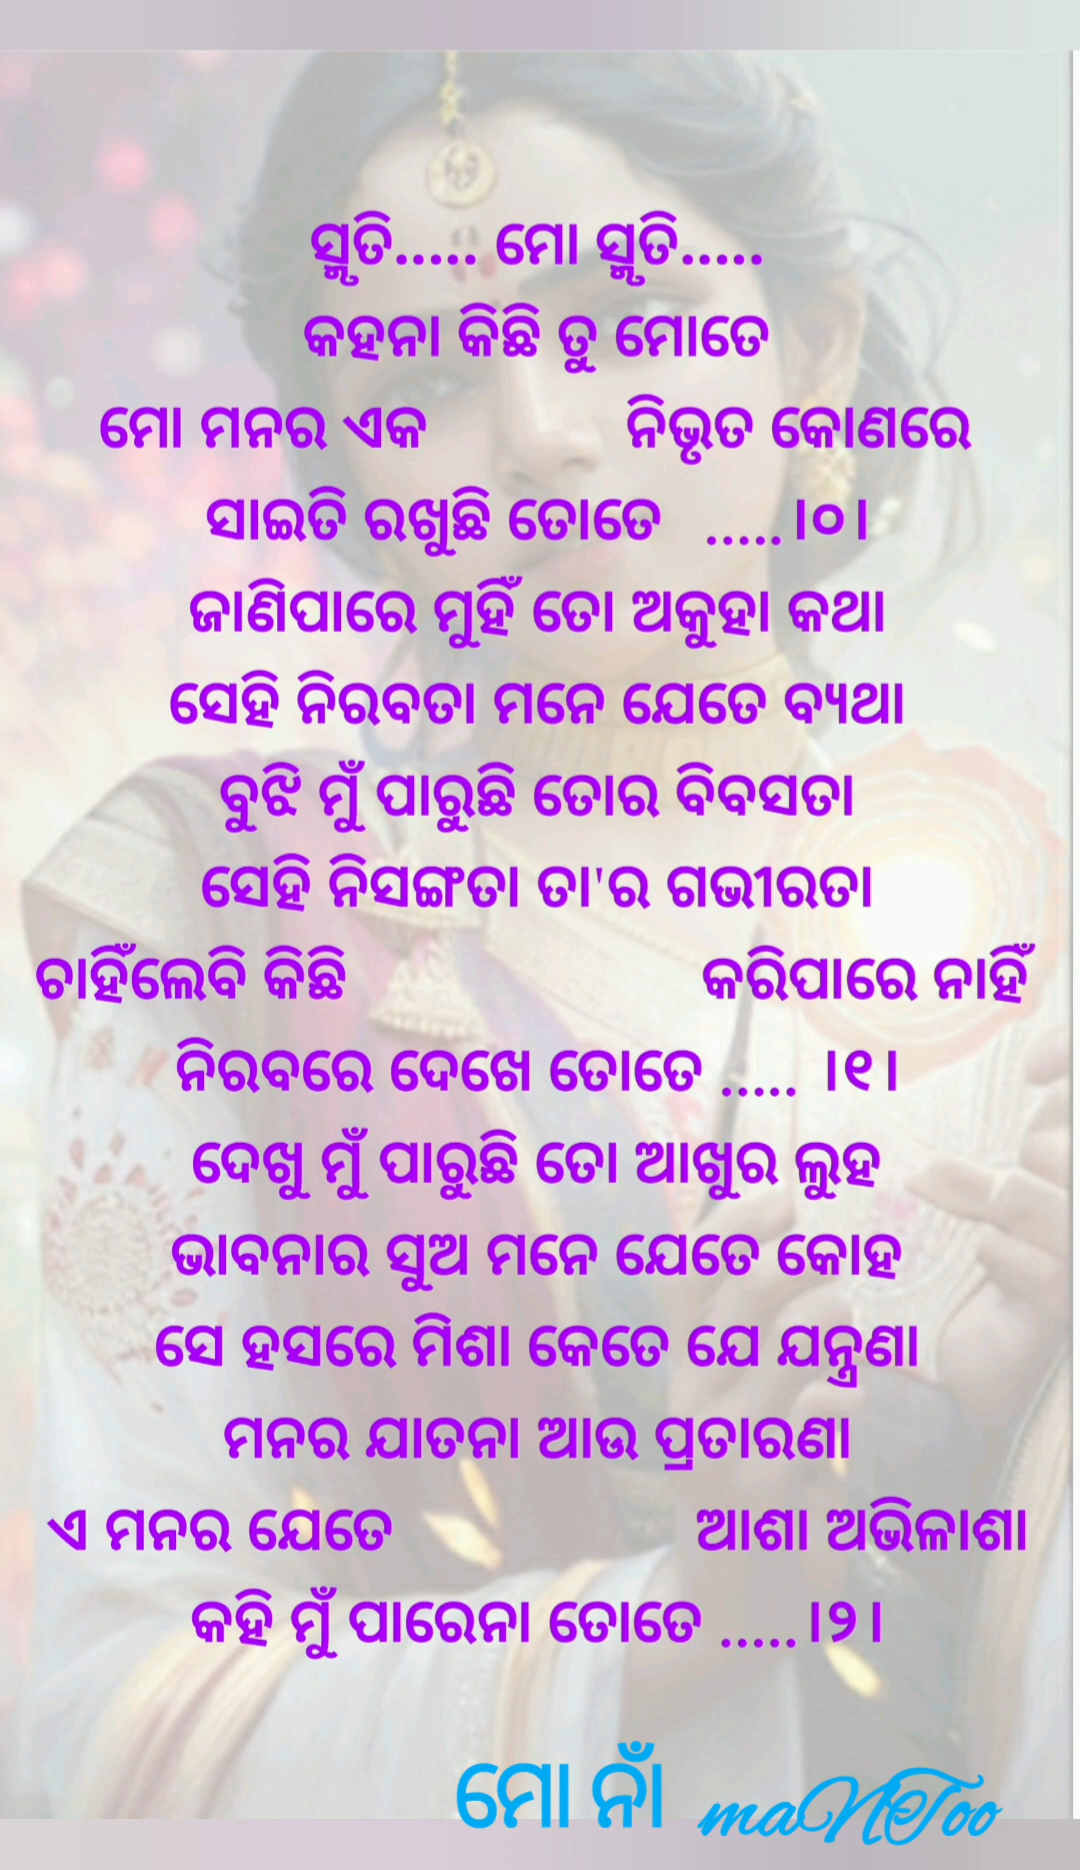 ସ୍ମୃତି..... ମୋ ସ୍ମୃତି.....
କହନା କିଛି ତୁ ମୋତେ
ମୋ ମନର ଏକ ନିଭୃତ କୋଣରେ
ସାଇତି ରଖୁଛି ତୋତେ .....।୦।
ଜାଣିପାରେ ମୁହିଁ ତୋ ଅକୁହା କଥା
ସେହି ନିରବତା ମନେ ଯେତେ ବ୍ୟଥା
ବୁଝି ମୁଁ ପାରୁଛି ତୋର ବିବସତା
ସେହି ନିସଙ୍ଗତା ତା'ର ଗଭୀରତା
ଚାହିଁଲେବି କିଛି କରିପାରେ ନାହିଁ
ନିରବରେ ଦେଖେ ତୋତେ ..... ।୧।
ଦେଖୁ ମୁଁ ପାରୁଛି ତୋ ଆଖୁର ଲୁହ
ଭାବନାର ସୁଅ ମନେ ଯେତେ କୋହ
ସେ ହସରେ ମିଶା କେତେ ଯେ ଯନ୍ତ୍ରଣା
ମନର ଯାତନା ଆଉ ପ୍ରତାରଣା
ଏ ମନର ଯେତେ ଆଶା ଅଭିଳାଶା
କହି ମୁଁ ପାରେନା ତୋତେ .....।୨।
ମୋ ନାଁ maNToo